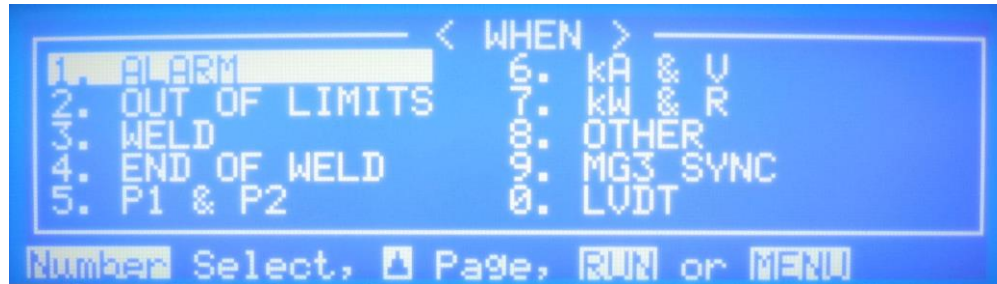 < WHEN >
1. ALARM
2. OUT OF LIMITS
3. WELD
4. END OF WELD
5. P1 & P2
6. kA & V
7. kW & R
8. OTHER
9. MG3 SYNC
0. LVDT
Number Select, ▲ Page, RUN or MENU